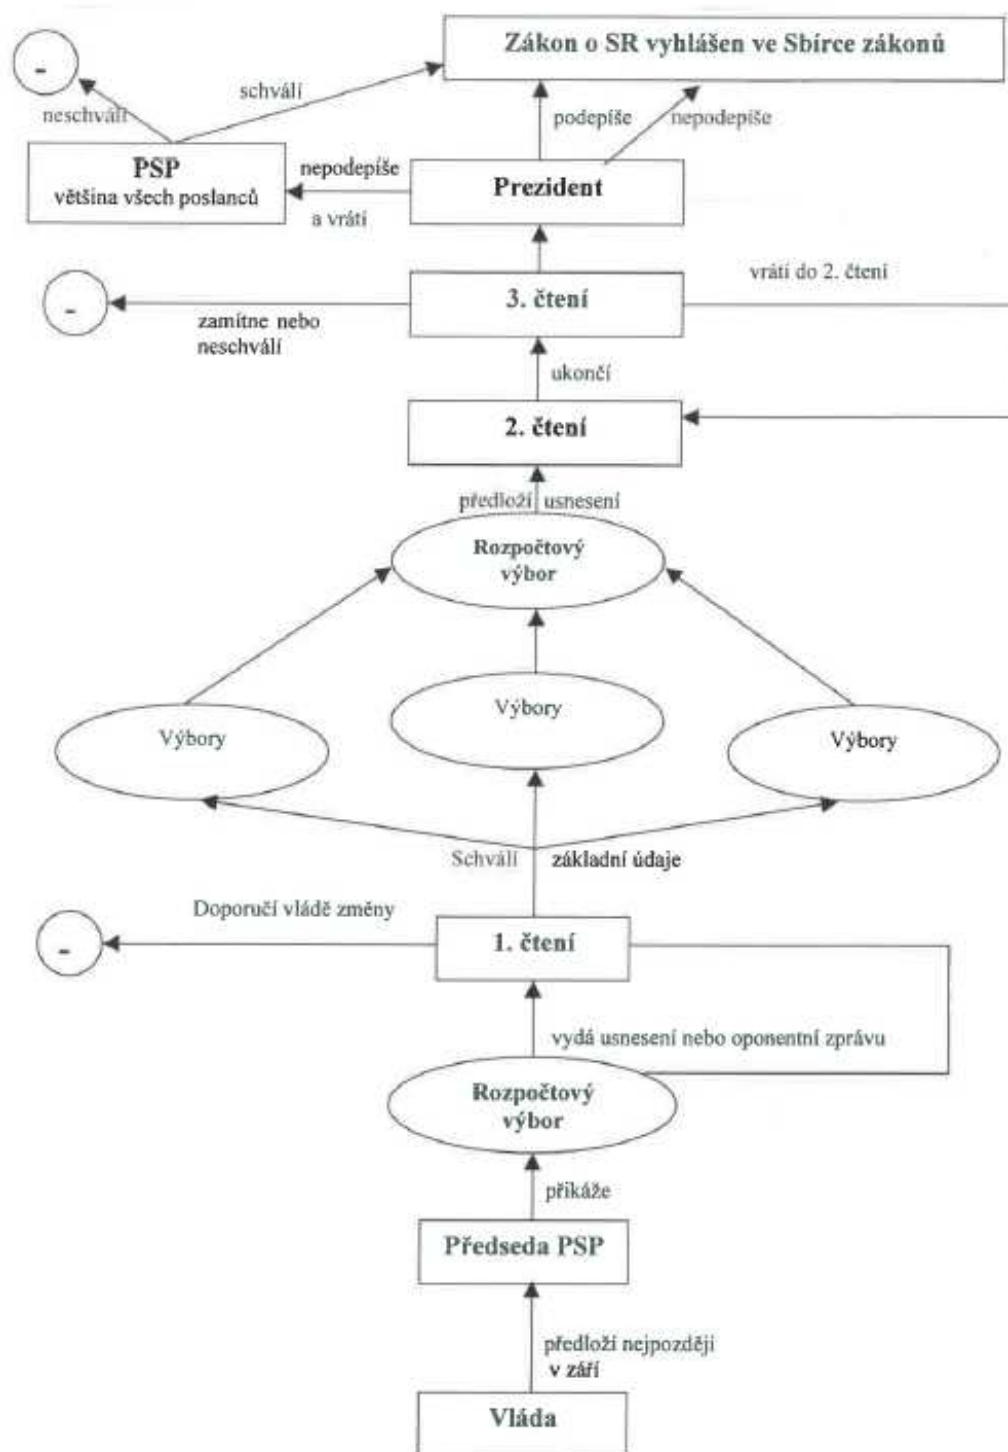 Zákon o SR vyhlášen ve Sbírce zákonů
-
schválí
neschválí
podepíše
nepodepíše
PSP
většina všech poslanců
nepodepíše
a vrátí
Prezident
vrátí do 2. čtení
3. čtení
-
zamítne nebo
neschválí
ukončí
2. čtení
předloží usnesení
Rozpočtový
výbor
Výbory
Výbory
Výbory
Schválí základní údaje
Doporučí vládě změny
-
1. čtení
vydá usnesení nebo oponentní zprávu
Rozpočtový
výbor
přikáže
Předseda PSP
předloží nejpozději
v září
Vláda